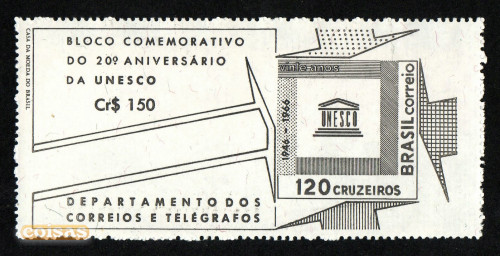 CASA DA MOEDA DO BRASIL
BLOCO COMEMORATIVO
DO 20º ANIVERSÁRIO
DA UNESCO
Cr$ 150
DEPARTAMENTO DOS
CORREIOS E TELÉGRAFOS
vinte anos
1946 - 1966
UNESCO
BRASIL correio
120 CRUZEIROS
coisas